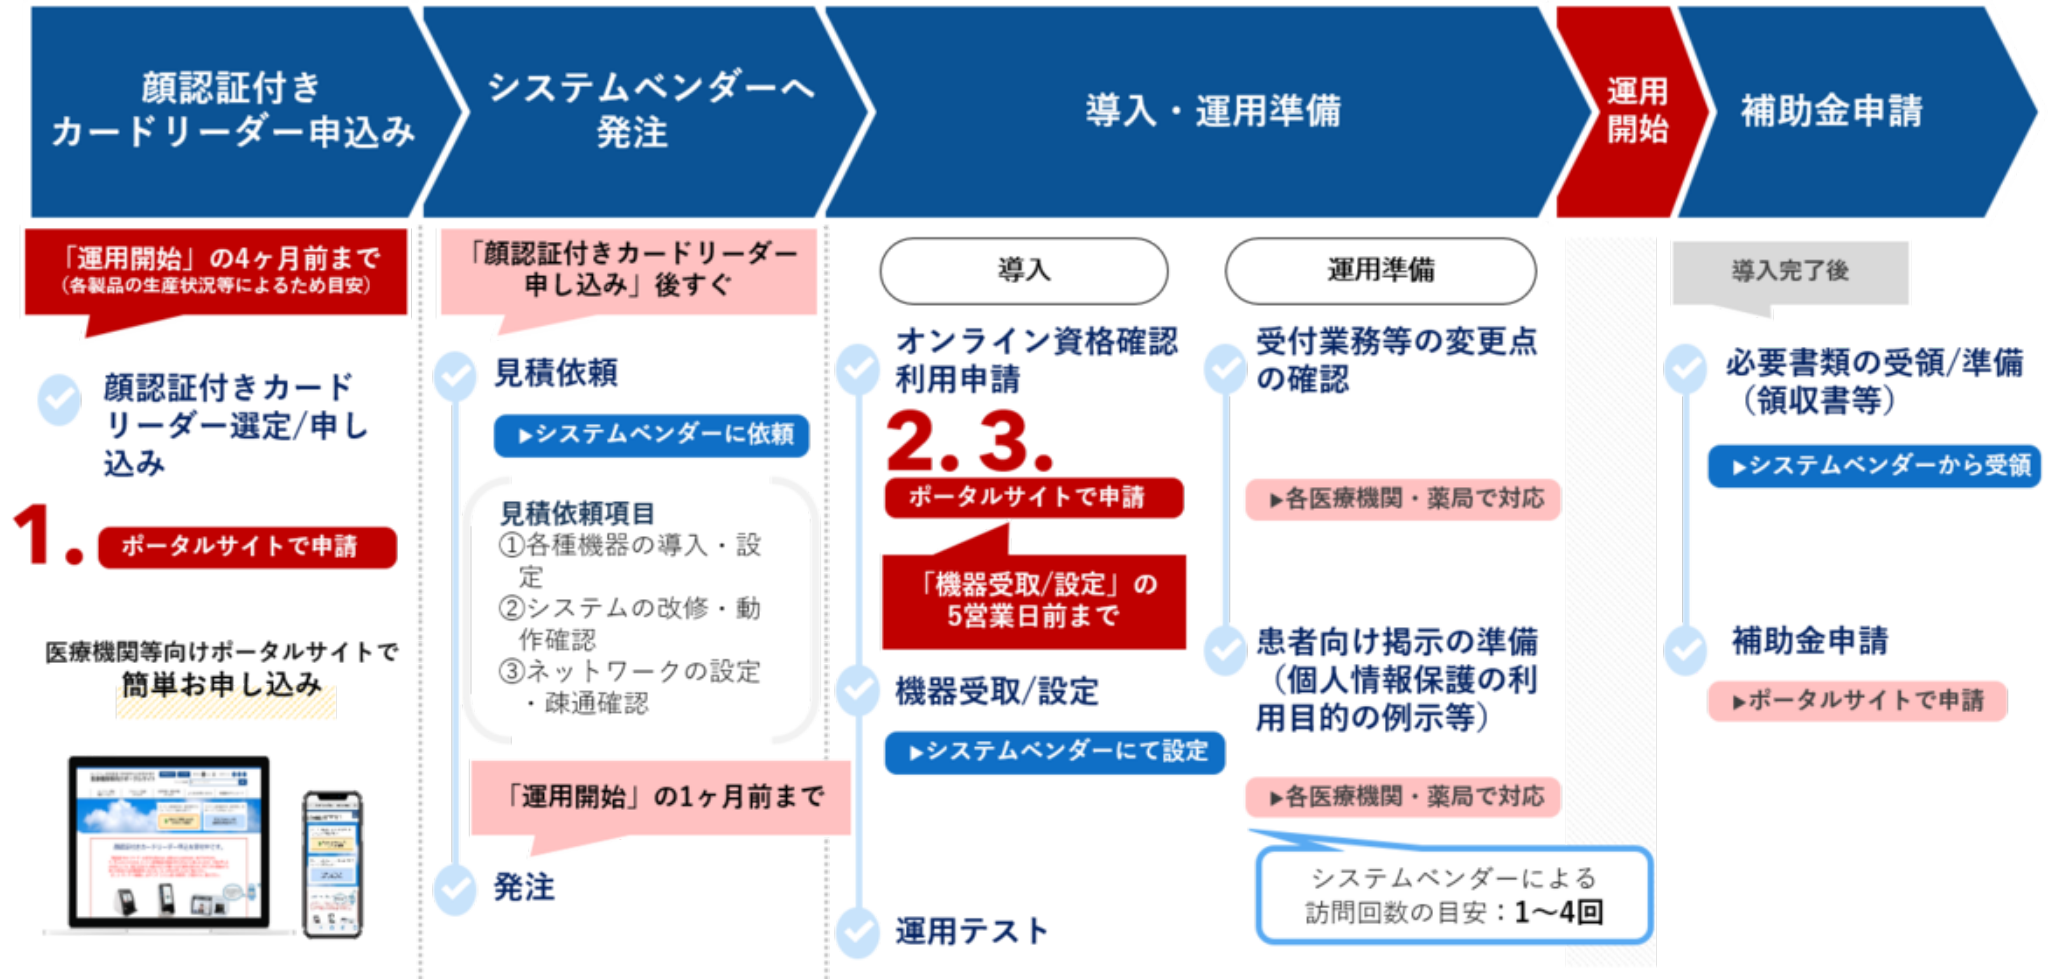 顔認証付き
カードリーダー申込み
システムベンダーへ
発注
導入・運用準備
運用
開始
補助金申請
「運用開始」の4ヶ月前まで
（各製品の生産状況等によるため目安）
顔認証付きカード
リーダー選定/申し
込み
1.
ポータルサイトで申請
医療機関等向けポータルサイトで
簡単お申し込み
「顔認証付きカードリーダー
申し込み」後すぐ
見積依頼
▶システムベンダーに依頼
見積依頼項目
①各種機器の導入・設
定
②システムの改修・動
作確認
③ネットワークの設定
・疎通確認
「運用開始」の1ヶ月前まで
発注
導入
オンライン資格確認
利用申請
2. 3.
ポータルサイトで申請
「機器受取/設定」の
5営業日前まで
機器受取/設定
▶システムベンダーにて設定
運用テスト
運用準備
受付業務等の変更点
の確認
▶各医療機関・薬局で対応
患者向け掲示の準備
（個人情報保護の利
用目的の例示等）
▶各医療機関・薬局で対応
システムベンダーによる
訪問回数の目安：1～4回
導入完了後
必要書類の受領/準備
（領収書等）
▶システムベンダーから受領
補助金申請
▶ポータルサイトで申請